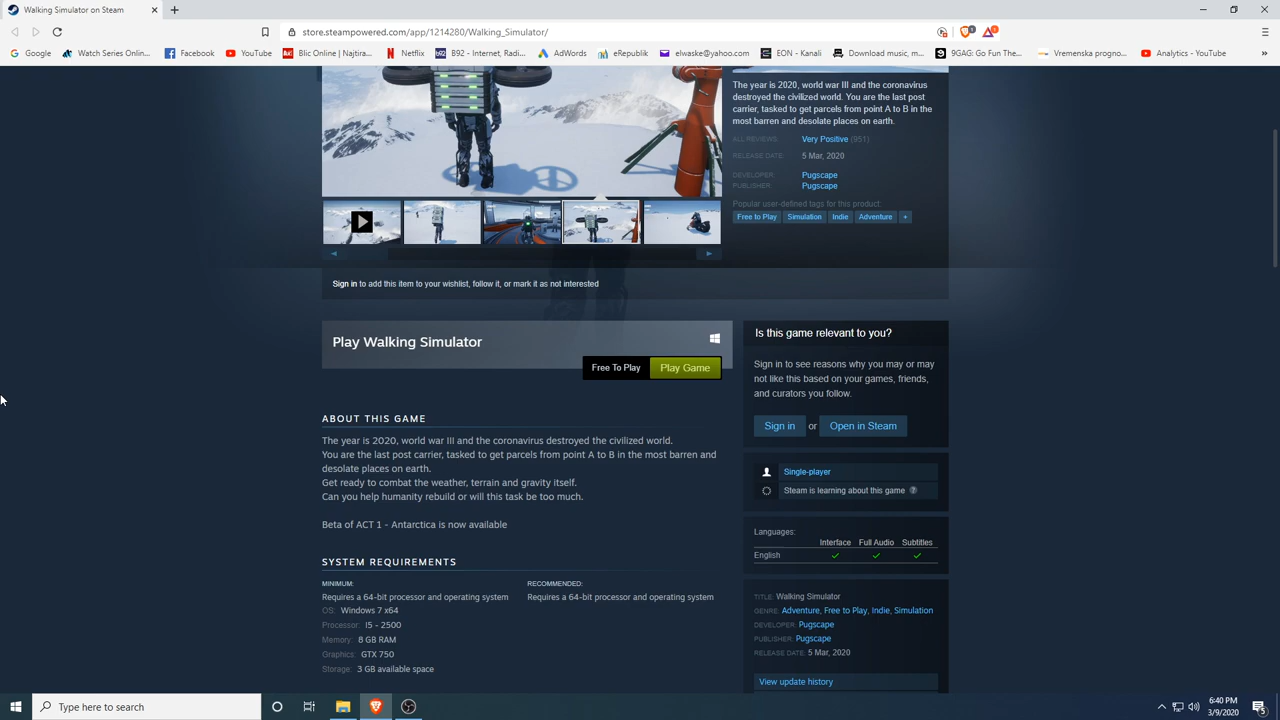 Walking Simulator on Steam
store.steampowered.com/app/1214280/Walking_Simulator/
Google
Watch Series Online...
Facebook
YouTube
Blic Online | Najtira...
Netflix
B92 - Internet, Radi...
AdWords
eRepublik
elwaske@yahoo.com
EON - Kanali
Download music, m...
9GAG: Go Fun The...
Vremenska progno...
Analytics - YouTube
The year is 2020, world war III and the coronavirus
destroyed the civilized world. You are the last post
carrier, tasked to get parcels from point A to B in the
most barren and desolate places on earth.
ALL REVIEWS: Very Positive (951)
RELEASE DATE: 5 Mar, 2020
DEVELOPER: Pugscape
PUBLISHER: Pugscape
Popular user-defined tags for this product:
Free to Play Simulation Indie Adventure +
Sign in to add this item to your wishlist, follow it, or mark it as not interested
Play Walking Simulator
Free To Play Play Game
ABOUT THIS GAME
The year is 2020, world war III and the coronavirus destroyed the civilized world.
You are the last post carrier, tasked to get parcels from point A to B in the most barren and
desolate places on earth.
Get ready to combat the weather, terrain and gravity itself.
Can you help humanity rebuild or will this task be too much.
Beta of ACT 1 - Antarctica is now available
SYSTEM REQUIREMENTS
MINIMUM:
Requires a 64-bit processor and operating system
OS: Windows 7 x64
Processor: I5 - 2500
Memory: 8 GB RAM
Graphics: GTX 750
Storage: 3 GB available space
RECOMMENDED:
Requires a 64-bit processor and operating system
Is this game relevant to you?
Sign in to see reasons why you may or may
not like this based on your games, friends,
and curators you follow.
Sign in or Open in Steam
Single-player
Steam is learning about this game ?
Languages:
Interface Full Audio Subtitles
English ✓ ✓ ✓
TITLE: Walking Simulator
GENRE: Adventure, Free to Play, Indie, Simulation
DEVELOPER: Pugscape
PUBLISHER: Pugscape
RELEASE DATE: 5 Mar, 2020
View update history
Type here to search
6:40 PM
3/9/2020